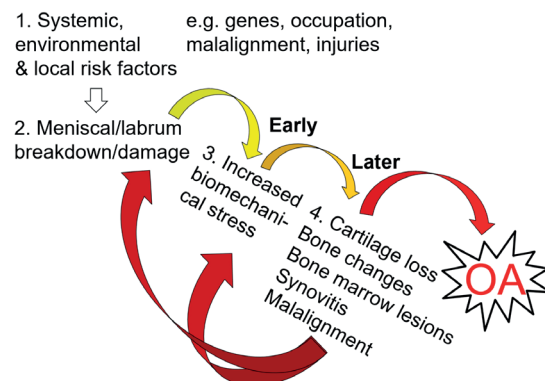 1. Systemic,
environmental
& local risk factors
e.g. genes, occupation,
malalignment, injuries
2. Meniscal/labrum
breakdown/damage
Early
3. Increased
biomechani-
cal stress
Later
4. Cartilage loss
Bone changes
Bone marrow lesions
Synovitis
Malalignment
OA